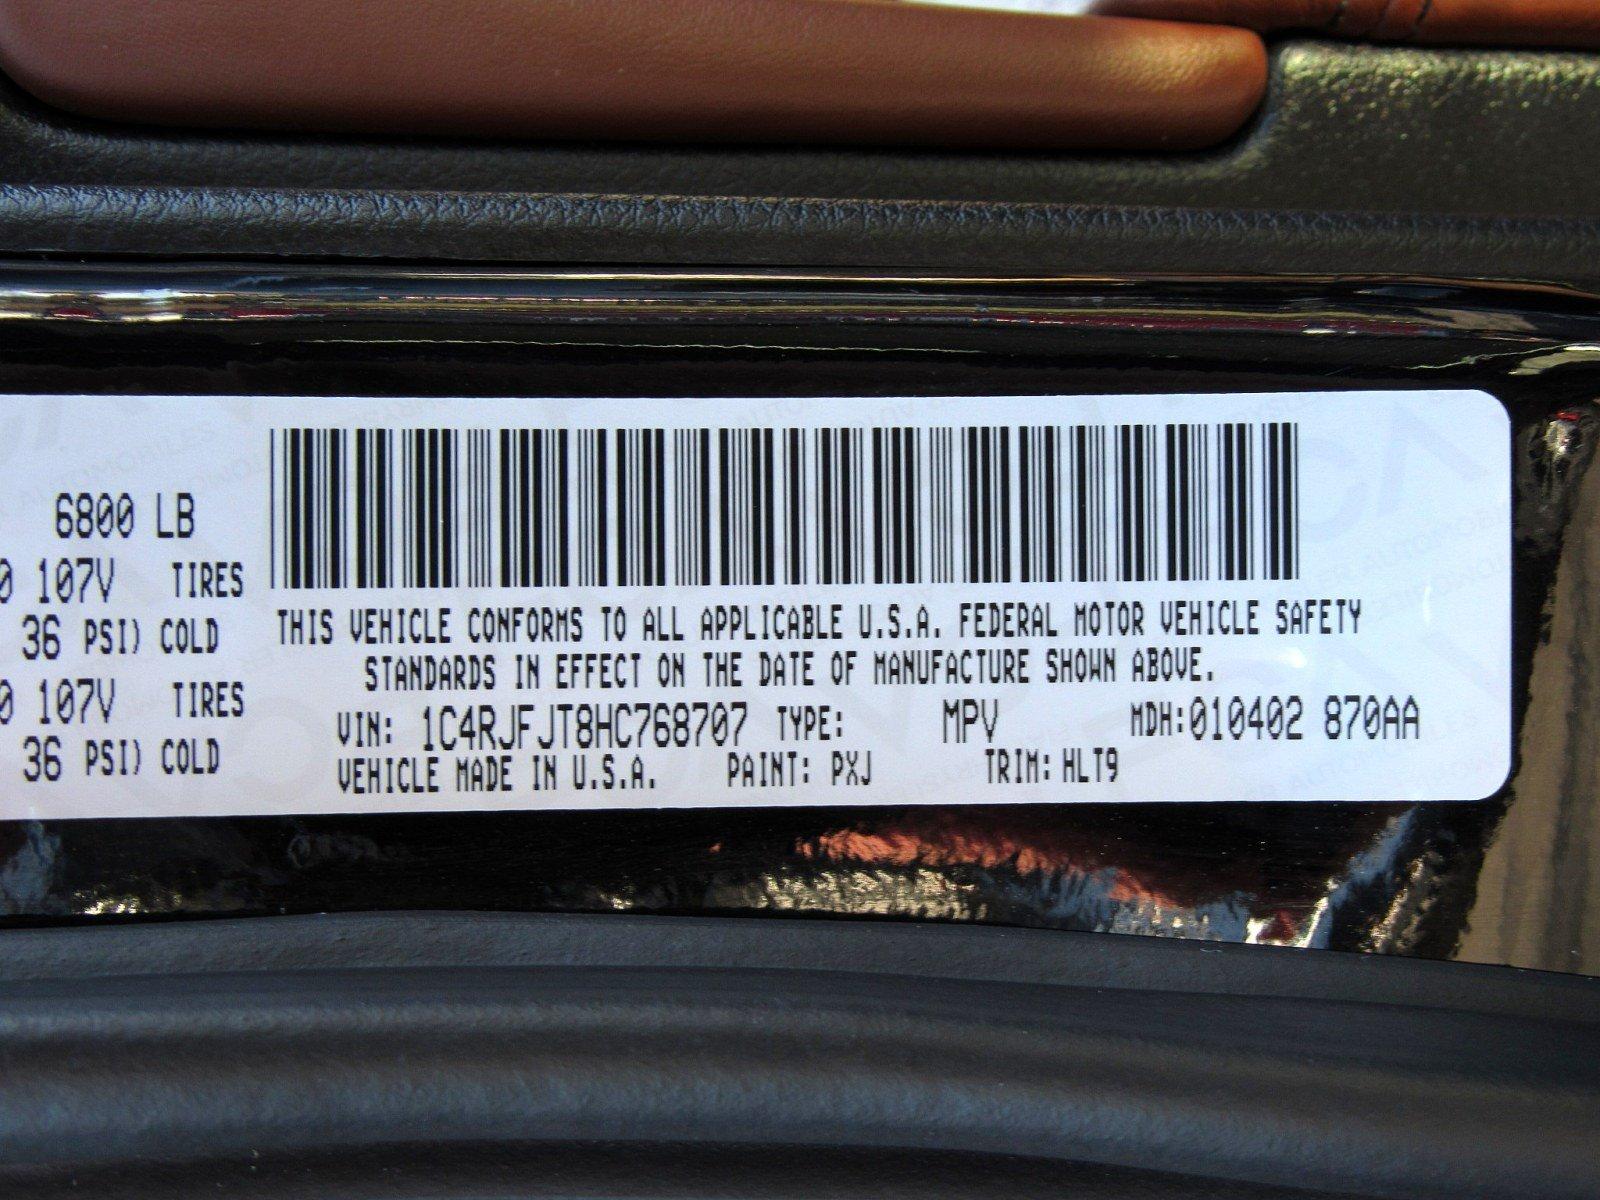 6800 LB
0 107V TIRES
36 PSI) COLD
0 107V TIRES
36 PSI) COLD
THIS VEHICLE CONFORMS TO ALL APPLICABLE U.S.A. FEDERAL MOTOR VEHICLE SAFETY
STANDARDS IN EFFECT ON THE DATE OF MANUFACTURE SHOWN ABOVE.
VIN: 1C4RJFJT8HC768707 TYPE: MPV MDH:010402 870AA
VEHICLE MADE IN U.S.A. PAINT: PXJ TRIM: HLT9